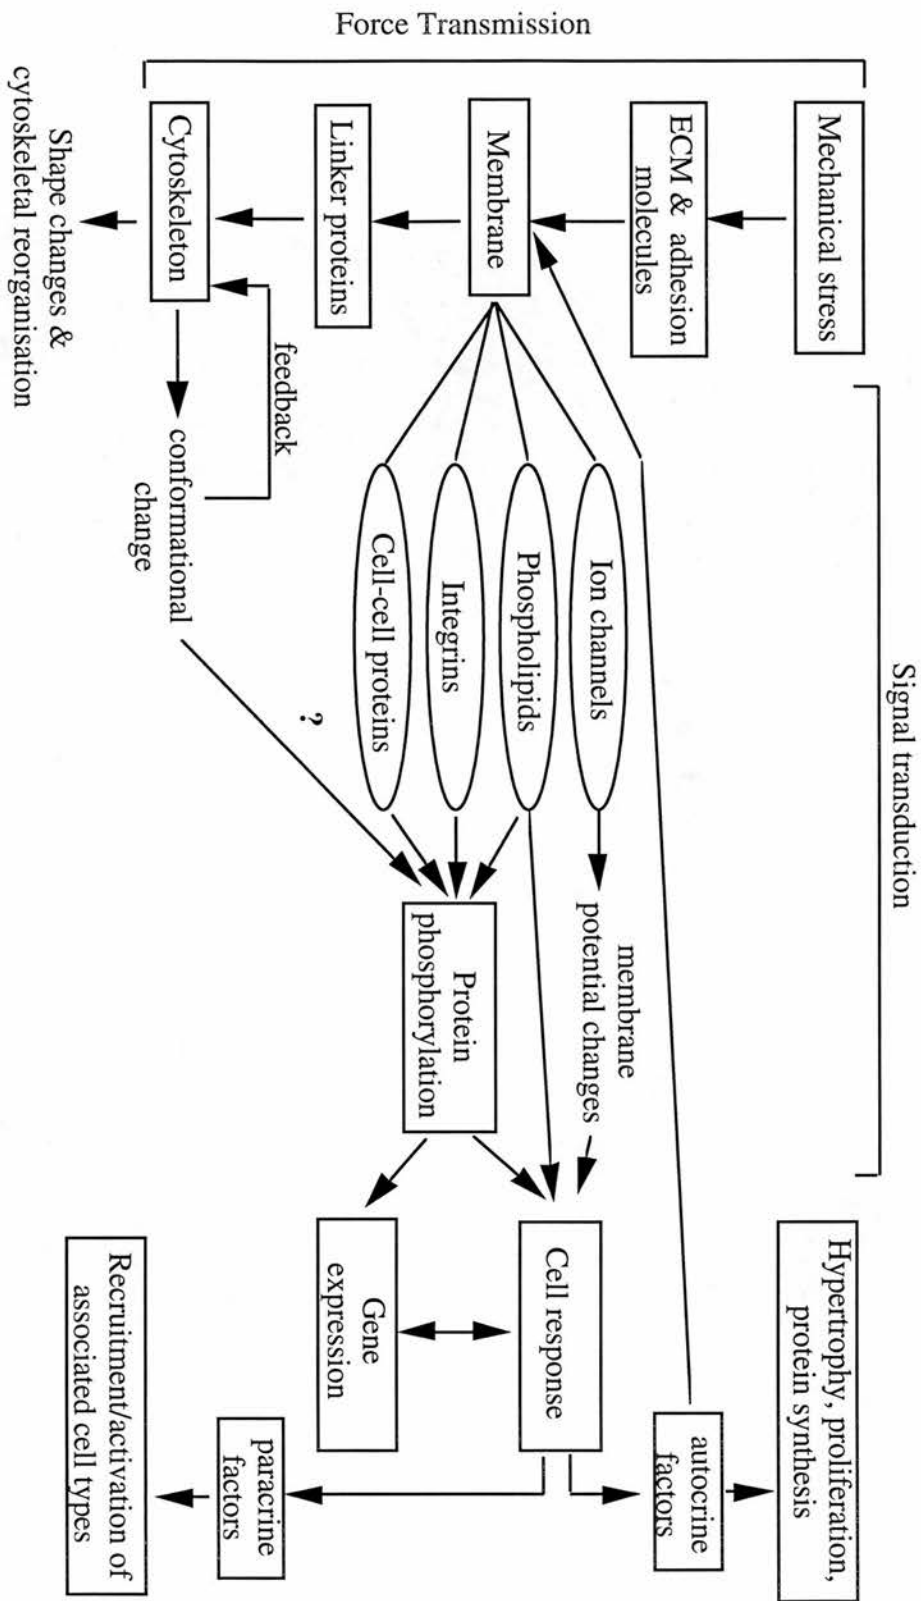 Force Transmission
Mechanical stress
ECM & adhesion
molecules
Membrane
Linker proteins
Cytoskeleton
Shape changes &
cytoskeletal reorganisation
feedback
conformational
change
?
Signal transduction
Ion channels
Phospholipids
Integrins
Cell-cell proteins
membrane
potential changes
Protein
phosphorylation
Hypertrophy, proliferation,
protein synthesis
autocrine
factors
Cell response
Gene
expression
paracrine
factors
Recruitment/activation of
associated cell types